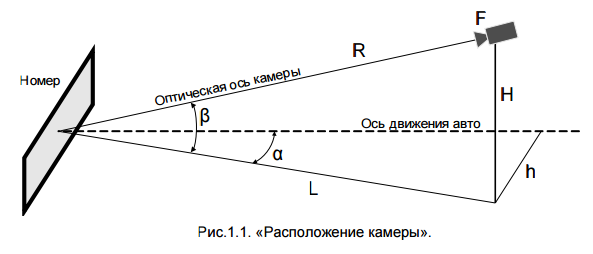 F
R
Номер
Оптическая ось камеры
H
β
Ось движения авто
α
h
L
Рис.1.1. «Расположение камеры».